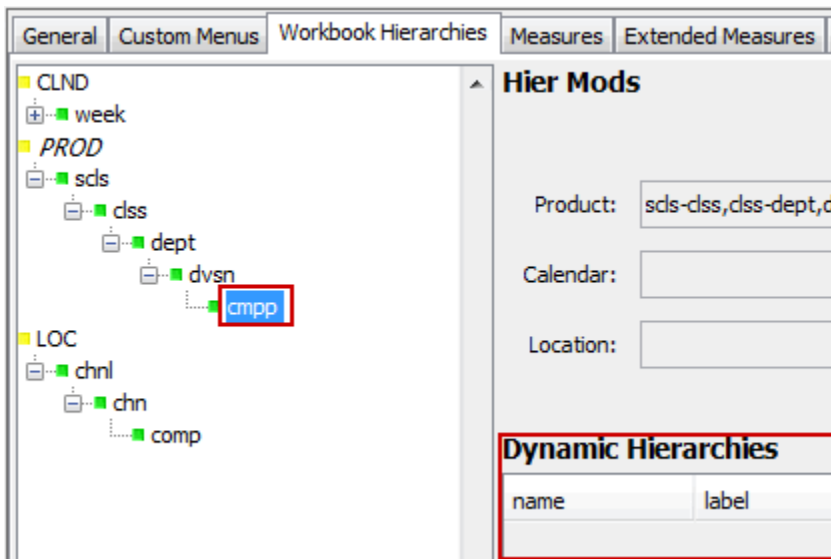 General Custom Menus Workbook Hierarchies Measures Extended Measures
CLND
week
PROD
scls
clss
dept
dvsn
cmpp
LOC
chnl
chn
comp
Hier Mods
Product: scls-clss,clss-dept,d
Calendar:
Location:
Dynamic Hierarchies
name label